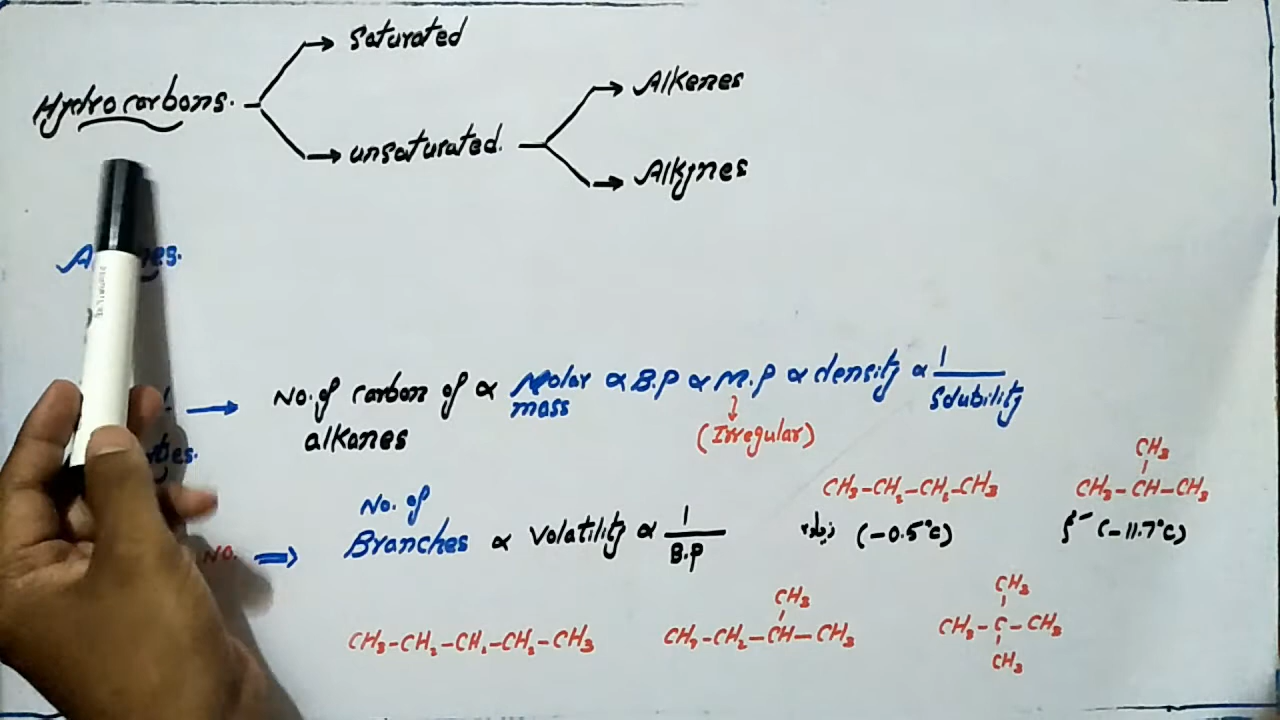 Saturated
Hydrocarbons.
Alkenes
unsaturated.
Alkynes
No. of carbon of ∝ Molar mass ∝ B.P ∝ M.P ∝ density ∝ 1/Solubility
alkanes
(Irregular)
No. of
Branches ∝ Volatility ∝ 1/B.P
CH₃-CH₂-CH₂-CH₃
CH₃
CH₃-CH-CH₃
(-0.5°C)
(-11.7°C)
NO.
CH₃-CH₂-CH₂-CH₂-CH₃
CH₃
CH₃-CH₂-CH-CH₃
CH₃
CH₃-C-CH₃
CH₃